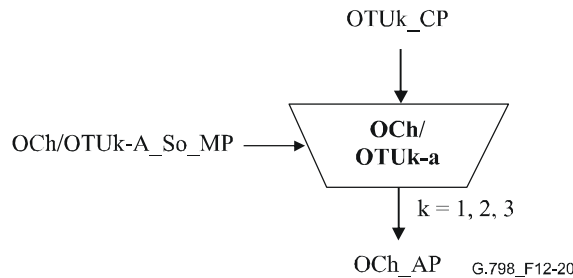 OTUk_CP
OCh/OTUk-A_So_MP
OCh/
OTUk-a
k = 1, 2, 3
OCh_AP
G.798_F12-20